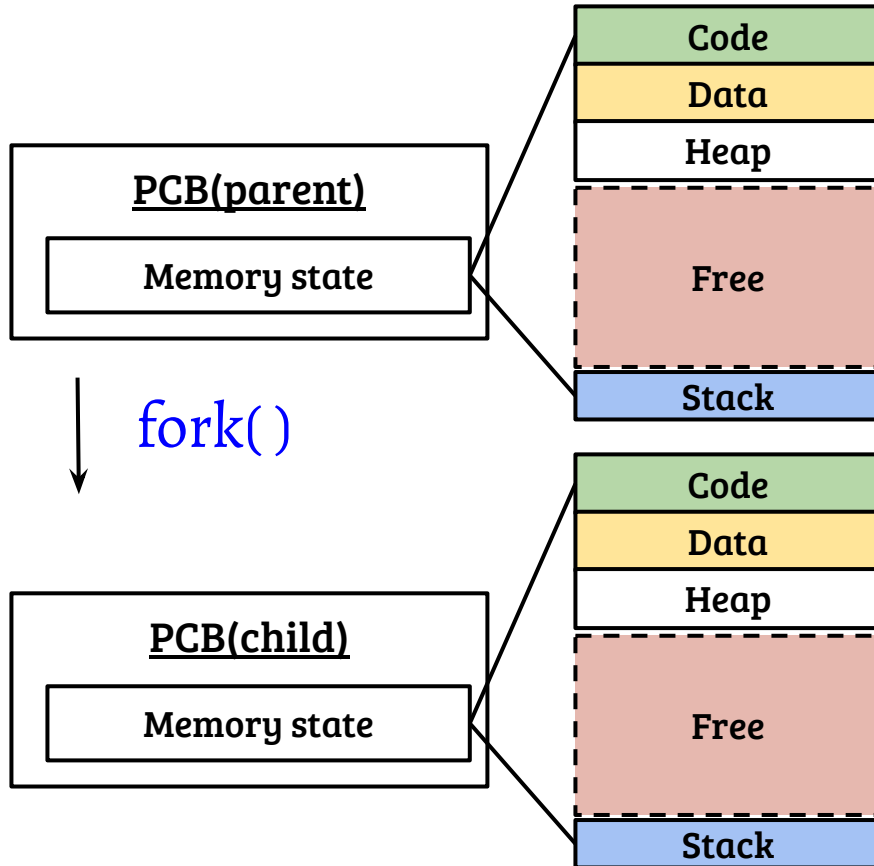 PCB(parent)
Memory state
Code
Data
Heap
Free
Stack
fork( )
PCB(child)
Memory state
Code
Data
Heap
Free
Stack